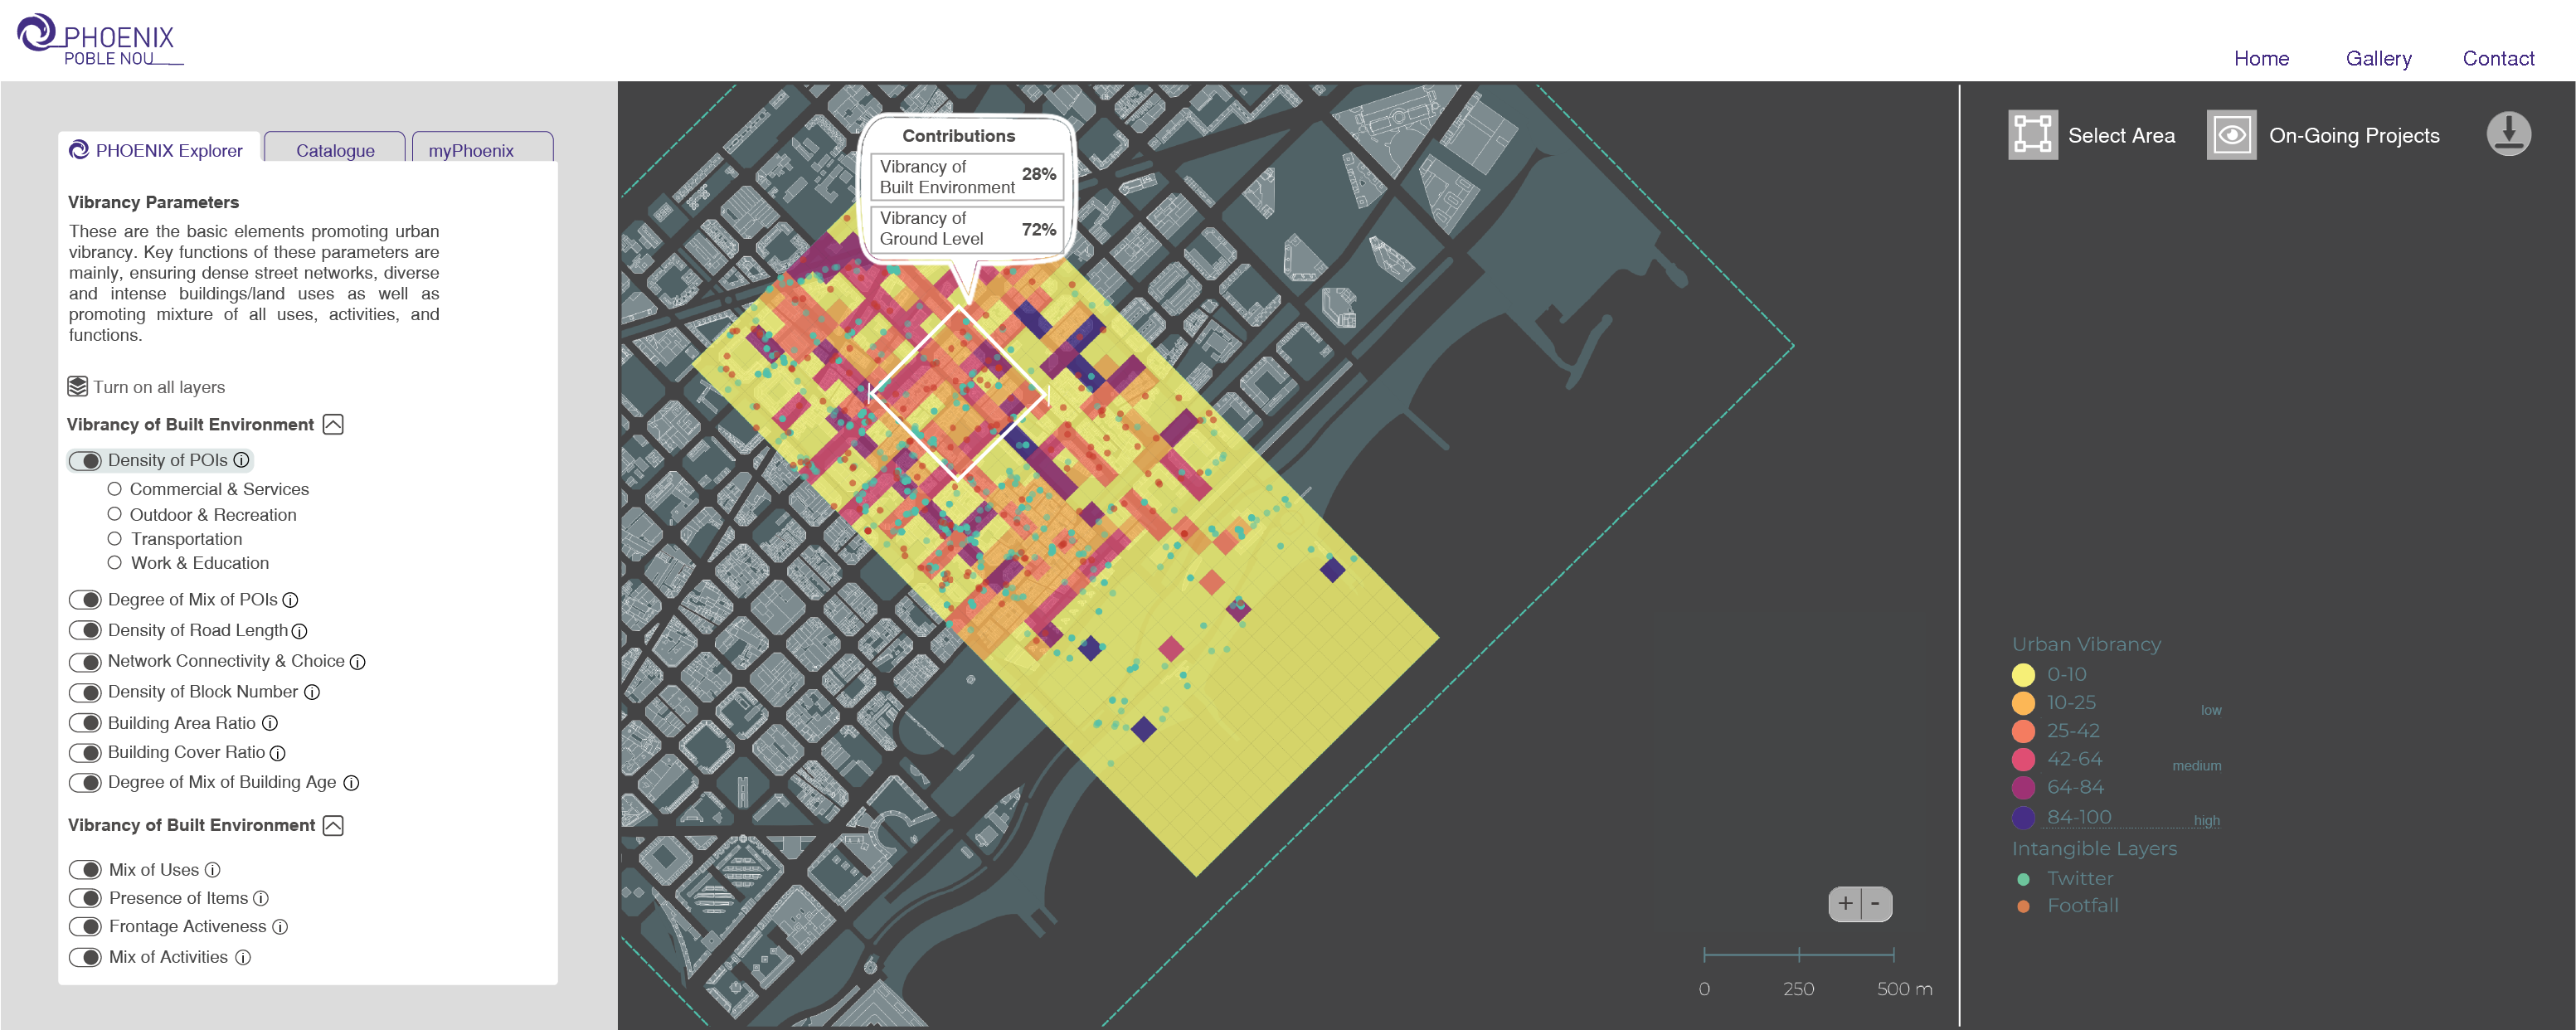 PHOENIX
POBLE NOU
Home
Gallery
Contact
PHOENIX Explorer
Catalogue
myPhoenix
Vibrancy Parameters
These are the basic elements promoting urban
vibrancy. Key functions of these parameters are
mainly, ensuring dense street networks, diverse
and intense buildings/land uses as well as
promoting mixture of all uses, activities, and
functions.
Turn on all layers
Vibrancy of Built Environment
Density of POIs
Commercial & Services
Outdoor & Recreation
Transportation
Work & Education
Degree of Mix of POIs
Density of Road Length
Network Connectivity & Choice
Density of Block Number
Building Area Ratio
Building Cover Ratio
Degree of Mix of Building Age
Vibrancy of Built Environment
Mix of Uses
Presence of Items
Frontage Activeness
Mix of Activities
Contributions
Vibrancy of
Built Environment 28%
Vibrancy of
Ground Level 72%
+ -
0 250 500 m
Select Area
On-Going Projects
Urban Vibrancy
0-10
10-25
low
25-42
42-64
medium
64-84
84-100
high
Intangible Layers
Twitter
Footfall